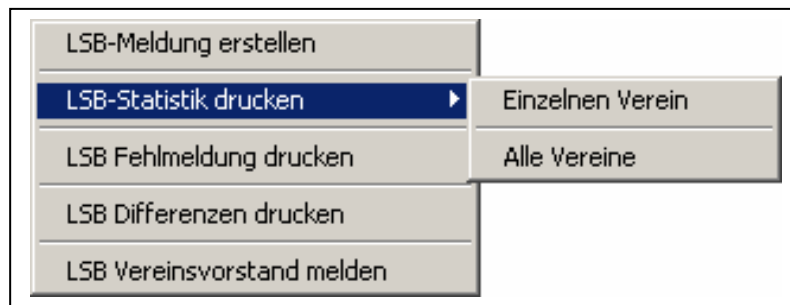 LSB-Meldung erstellen
LSB-Statistik drucken
Einzelnen Verein
LSB Fehlmeldung drucken
Alle Vereine
LSB Differenzen drucken
LSB Vereinsvorstand melden